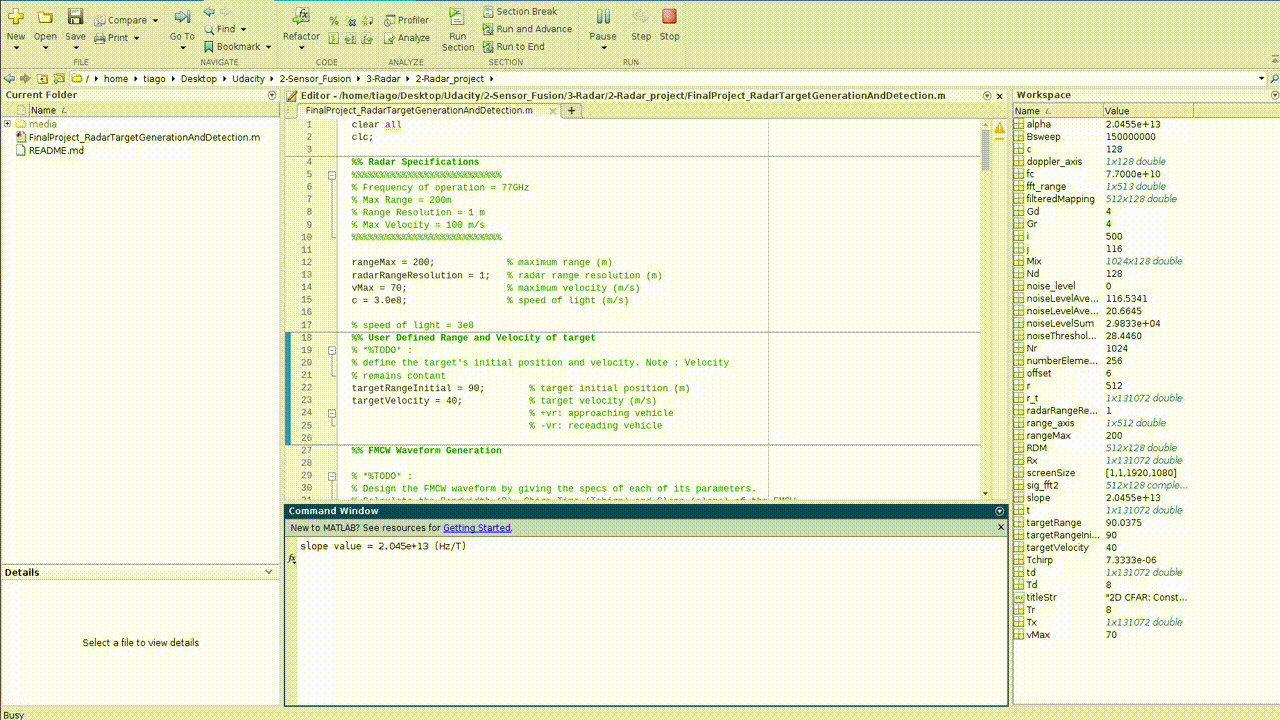 New
Open
Save
Compare
Print
Go To
Find
Bookmark
Refactor
Profiler
Analyze
Run
Section
Section Break
Run and Advance
Run to End
Pause
Step
Stop
FILE
NAVIGATE
CODE
ANALYZE
SECTION
RUN
/ home tiago Desktop Udacity 2-Sensor_Fusion 3-Radar 2-Radar_project
Current Folder
Name
media
FinalProject_RadarTargetGenerationAndDetection.m
README.md
Details
Select a file to view details
Busy
Editor - /home/tiago/Desktop/Udacity/2-Sensor_Fusion/3-Radar/2-Radar_project/FinalProject_RadarTargetGenerationAndDetection.m
FinalProject_RadarTargetGenerationAndDetection.m
1 clear all
2 clc;
3
4 %% Radar Specifications
5 %%%%%%%%%%%%%%%%%%%%%%%%%%%
6 % Frequency of operation = 77GHz
7 % Max Range = 200m
8 % Range Resolution = 1 m
9 % Max Velocity = 100 m/s
10 %%%%%%%%%%%%%%%%%%%%%%%%%%%
11
12 rangeMax = 200; % maximum range (m)
13 radarRangeResolution = 1; % radar range resolution (m)
14 vMax = 70; % maximum velocity (m/s)
15 c = 3.0e8; % speed of light (m/s)
16
17 % speed of light = 3e8
18 %% User Defined Range and Velocity of target
19 % *%TODO* :
20 % define the target's initial position and velocity. Note : Velocity
21 % remains contant
22 targetRangeInitial = 90; % target initial position (m)
23 targetVelocity = 40; % target velocity (m/s)
24 % +vr: approaching vehicle
25 % -vr: receading vehicle
26
27 %% FMCW Waveform Generation
28
29 % *%TODO* :
30 % Design the FMCW waveform by giving the specs of each of its parameters.
Command Window
New to MATLAB? See resources for Getting Started.
slope value = 2.045e+13 (Hz/T)
fx
Workspace
Name Value
alpha 2.0455e+13
Bsweep 150000000
c 128
doppler_axis 1x128 double
fc 7.7000e+10
fft_range 1x513 double
filteredMapping 512x128 double
Gd 4
Gr 4
i 500
j 116
Mix 1024x128 double
Nd 128
noise_level 0
noiseLevelAve... 116.5341
noiseLevelAve... 20.6645
noiseLevelSum 2.9833e+04
noiseThreshol... 28.4460
Nr 1024
numberEleme... 256
offset 6
r 512
r_t 1x131072 double
radarRangeRe... 1
range_axis 1x512 double
rangeMax 200
RDM 512x128 double
Rx 1x131072 double
screenSize [1,1,1920,1080]
sig_fft2 512x128 comple...
slope 2.0455e+13
t 1x131072 double
targetRange 90.0375
targetRangeIni... 90
targetVelocity 40
Tchirp 7.3333e-06
td 1x131072 double
Td 8
titleStr "2D CFAR: Const...
Tr 8
Tx 1x131072 double
vMax 70